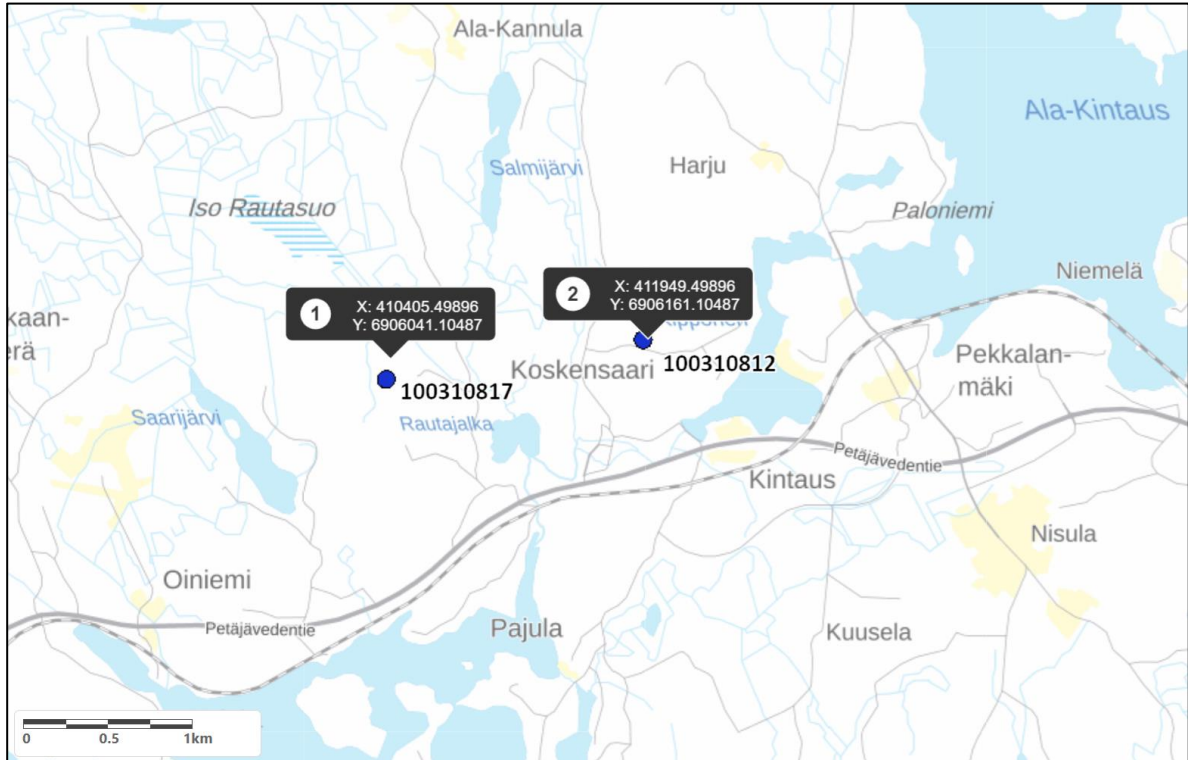 Ala-Kannula
Ala-Kintaus
Salmijärvi
Harju
Iso Rautasuo
Paloniemi
Niemelä
1
X: 410405.49896
Y: 6906041.10487
2
X: 411949.49896
Y: 6906161.10487
kaan-
erä
Koskensaari
100310812
Pekkalan-
mäki
100310817
Saarijärvi
Rautajalka
Petäjävedentie
Kintaus
Nisula
Oiniemi
Petäjävedentie
Pajula
Kuusela
0 0.5 1km